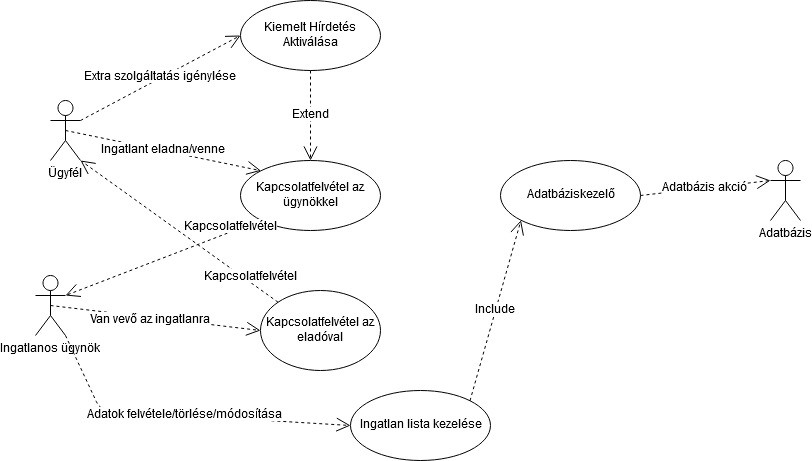 Kiemelt Hírdetés
Aktiválása
Extra szolgáltatás igénylése
Extend
Ingatlant eladna/venne
Ügyfél
Kapcsolatfelvétel az
ügynökkel
Adatbáziskezelő
Adatbázis akció
Adatbázis
Kapcsolatfelvétel
Kapcsolatfelvétel
Van vevő az ingatlanra
Kapcsolatfelvétel az
eladóval
Include
Ingatlanos ügynök
Adatok felvétele/törlése/módosítása
Ingatlan lista kezelése